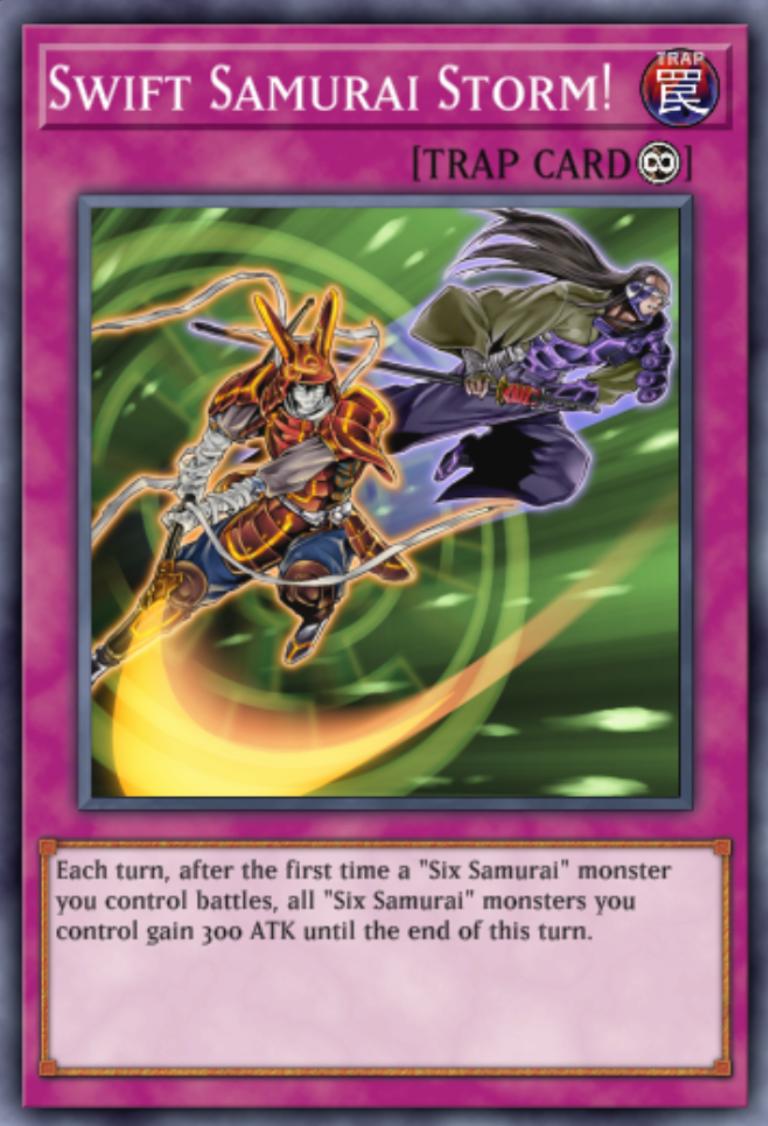 Swift Samurai Storm!
TRAP
罠
[TRAP CARD∞]
Each turn, after the first time a "Six Samurai" monster
you control battles, all "Six Samurai" monsters you
control gain 300 ATK until the end of this turn.